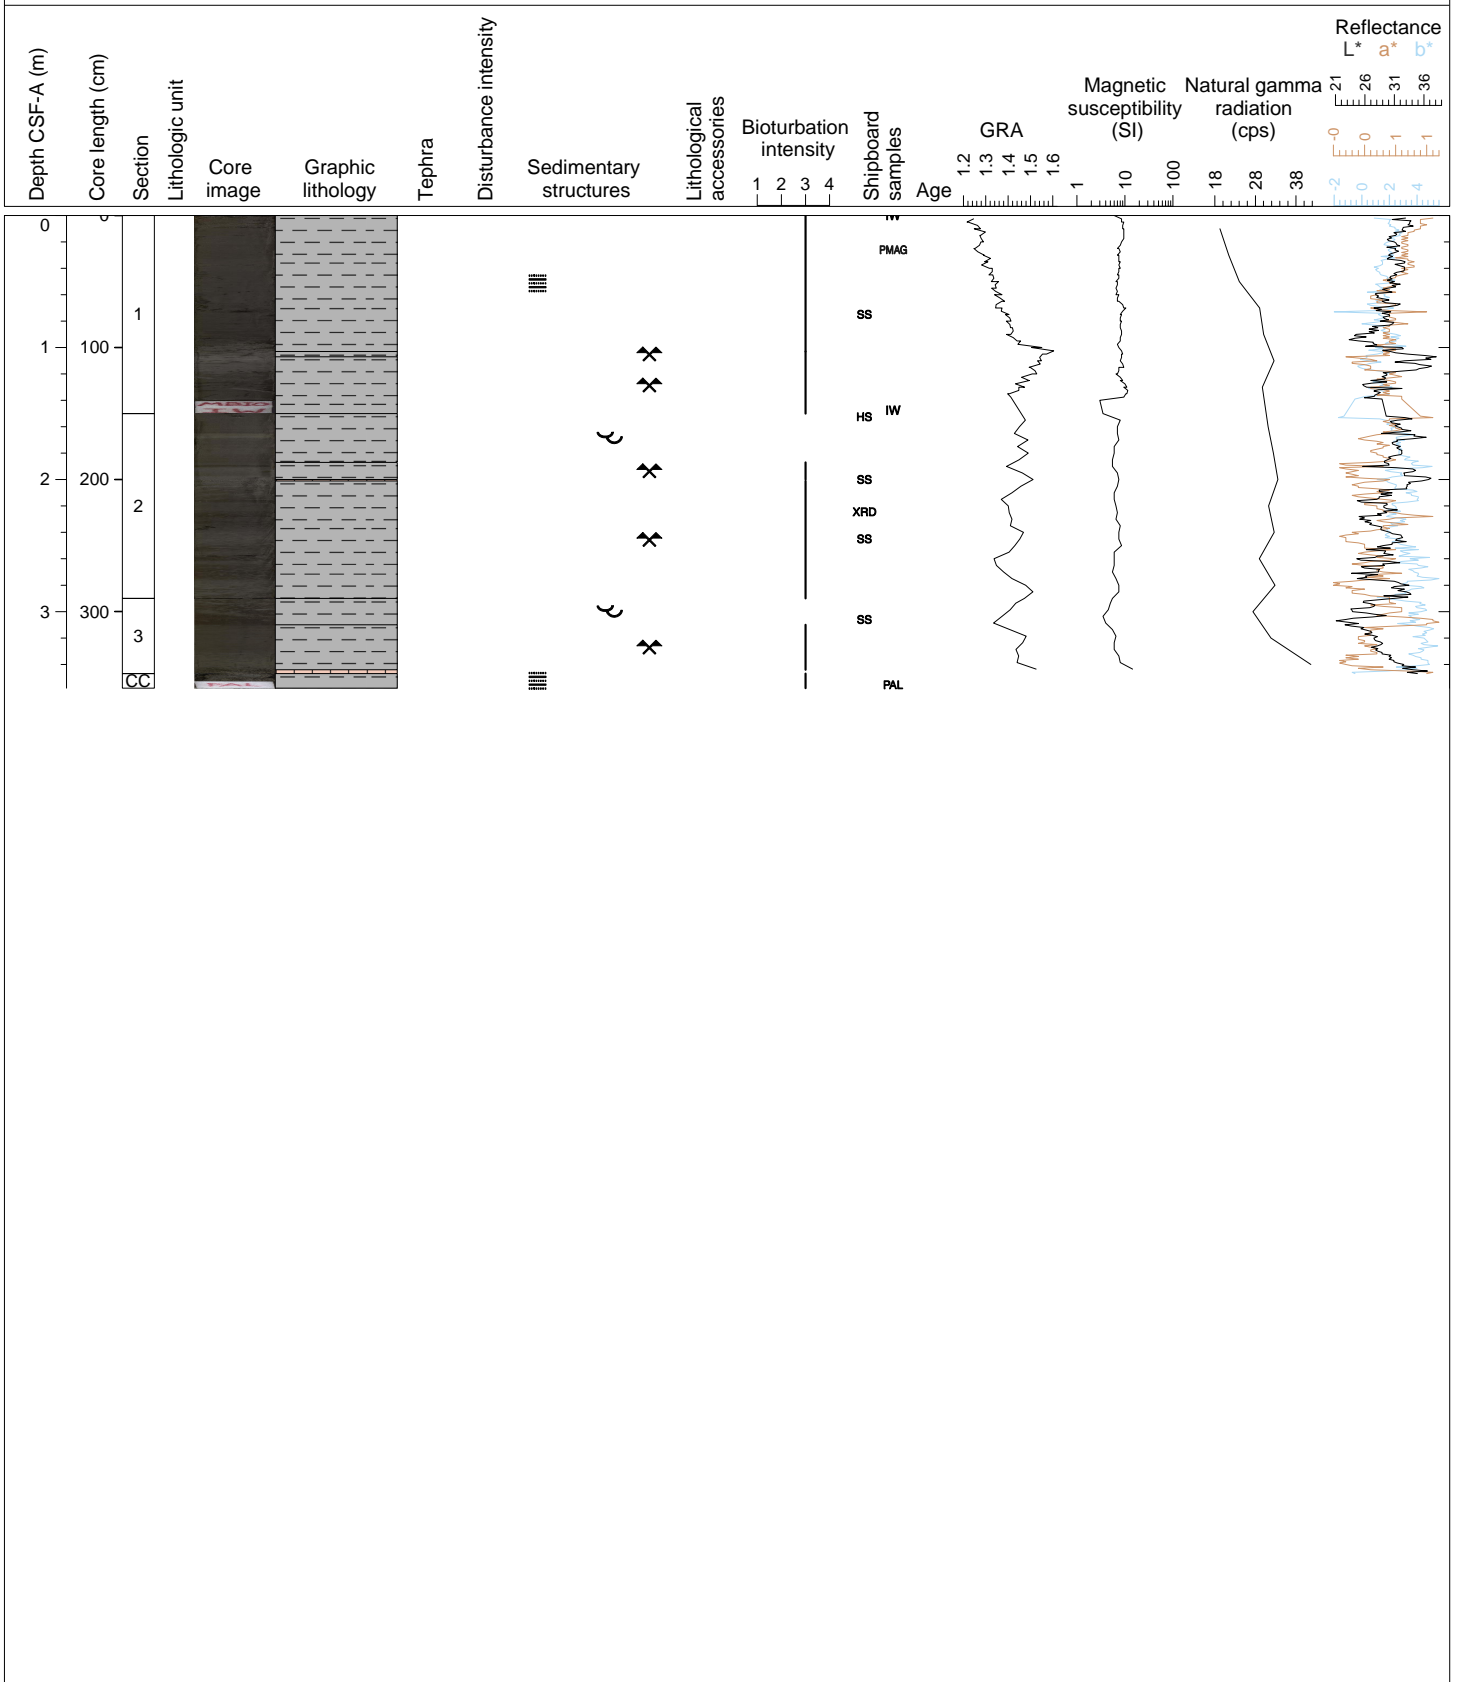 Depth CSF-A (m)
Core length (cm)
Section
Lithologic unit
Core
image
Graphic
lithology
Tephra
Disturbance intensity
Sedimentary
structures
Lithological
accessories
Bioturbation
intensity
1 2 3 4
Shipboard
samples
Age
GRA
1.2 1.3 1.4 1.5 1.6
Magnetic
susceptibility
(SI)
1 10 100
Natural gamma
radiation
(cps)
18 28 38
Reflectance
L* a* b*
21 26 31 36
-0 0 1 1
-2 0 2 4
0
1
2
3
0
100
200
300
1
2
3
CC
IW
PAL
IW
PMAG
SS
HS IW
SS
XRD
SS
SS
PAL